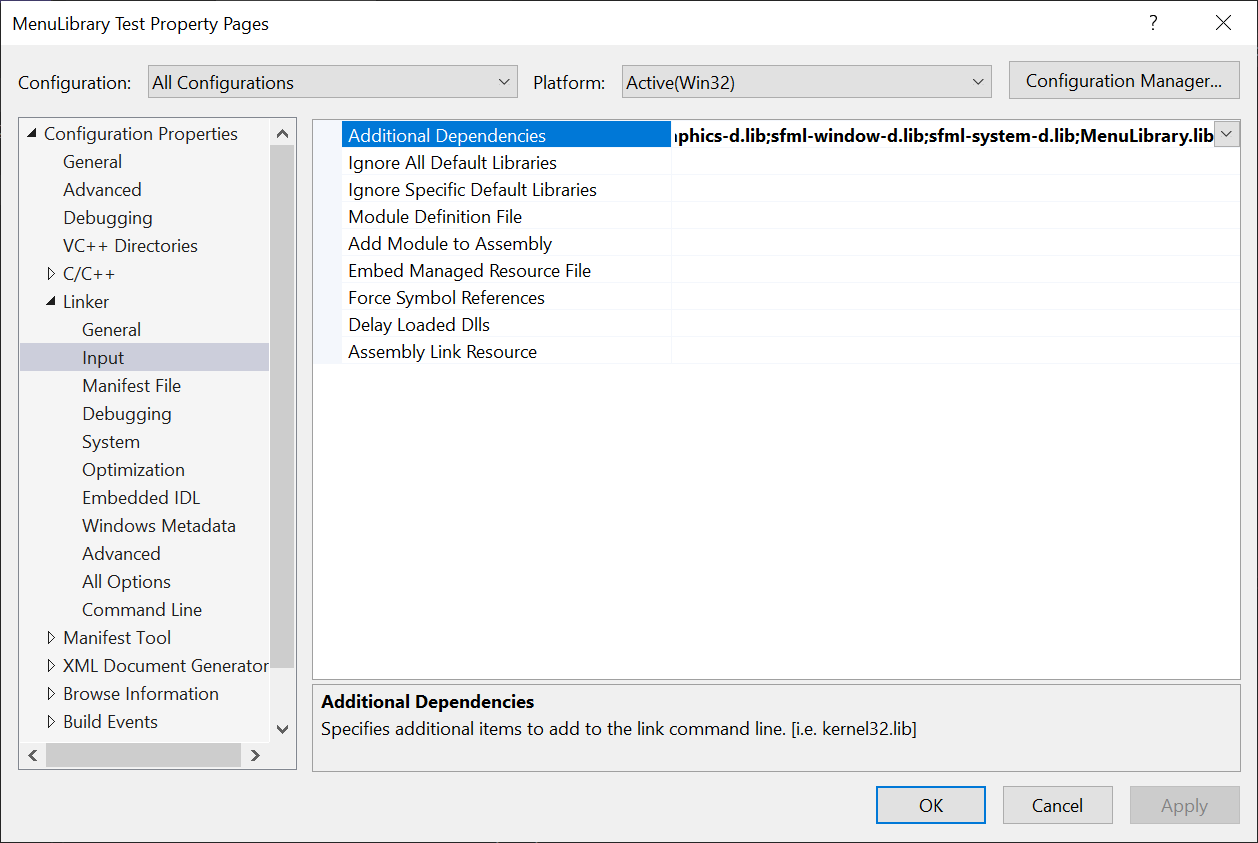 MenuLibrary Test Property Pages
?
Configuration: All Configurations Platform: Active(Win32) Configuration Manager...
Configuration Properties
General
Advanced
Debugging
VC++ Directories
C/C++
Linker
General
Input
Manifest File
Debugging
System
Optimization
Embedded IDL
Windows Metadata
Advanced
All Options
Command Line
Manifest Tool
XML Document Generator
Browse Information
Build Events
Additional Dependencies phics-d.lib;sfml-window-d.lib;sfml-system-d.lib;MenuLibrary.lib
Ignore All Default Libraries
Ignore Specific Default Libraries
Module Definition File
Add Module to Assembly
Embed Managed Resource File
Force Symbol References
Delay Loaded Dlls
Assembly Link Resource
Additional Dependencies
Specifies additional items to add to the link command line. [i.e. kernel32.lib]
OK Cancel Apply